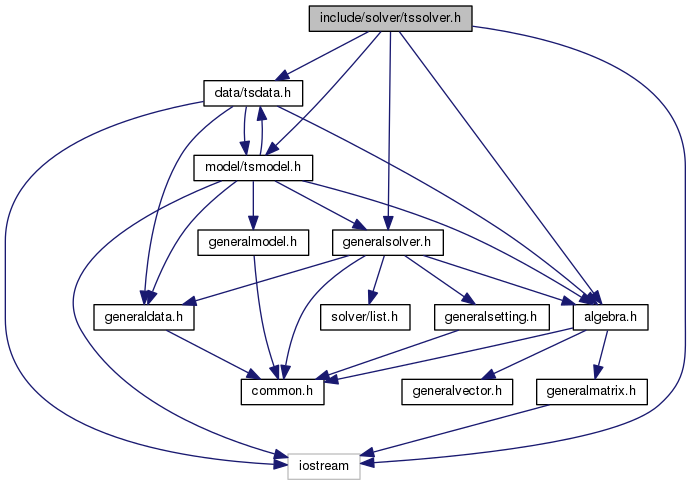 include/solver/tssolver.h
data/tsdata.h
model/tsmodel.h
generalmodel.h
generalsolver.h
generaldata.h
solver/list.h
generalsetting.h
algebra.h
common.h
generalvector.h
generalmatrix.h
iostream